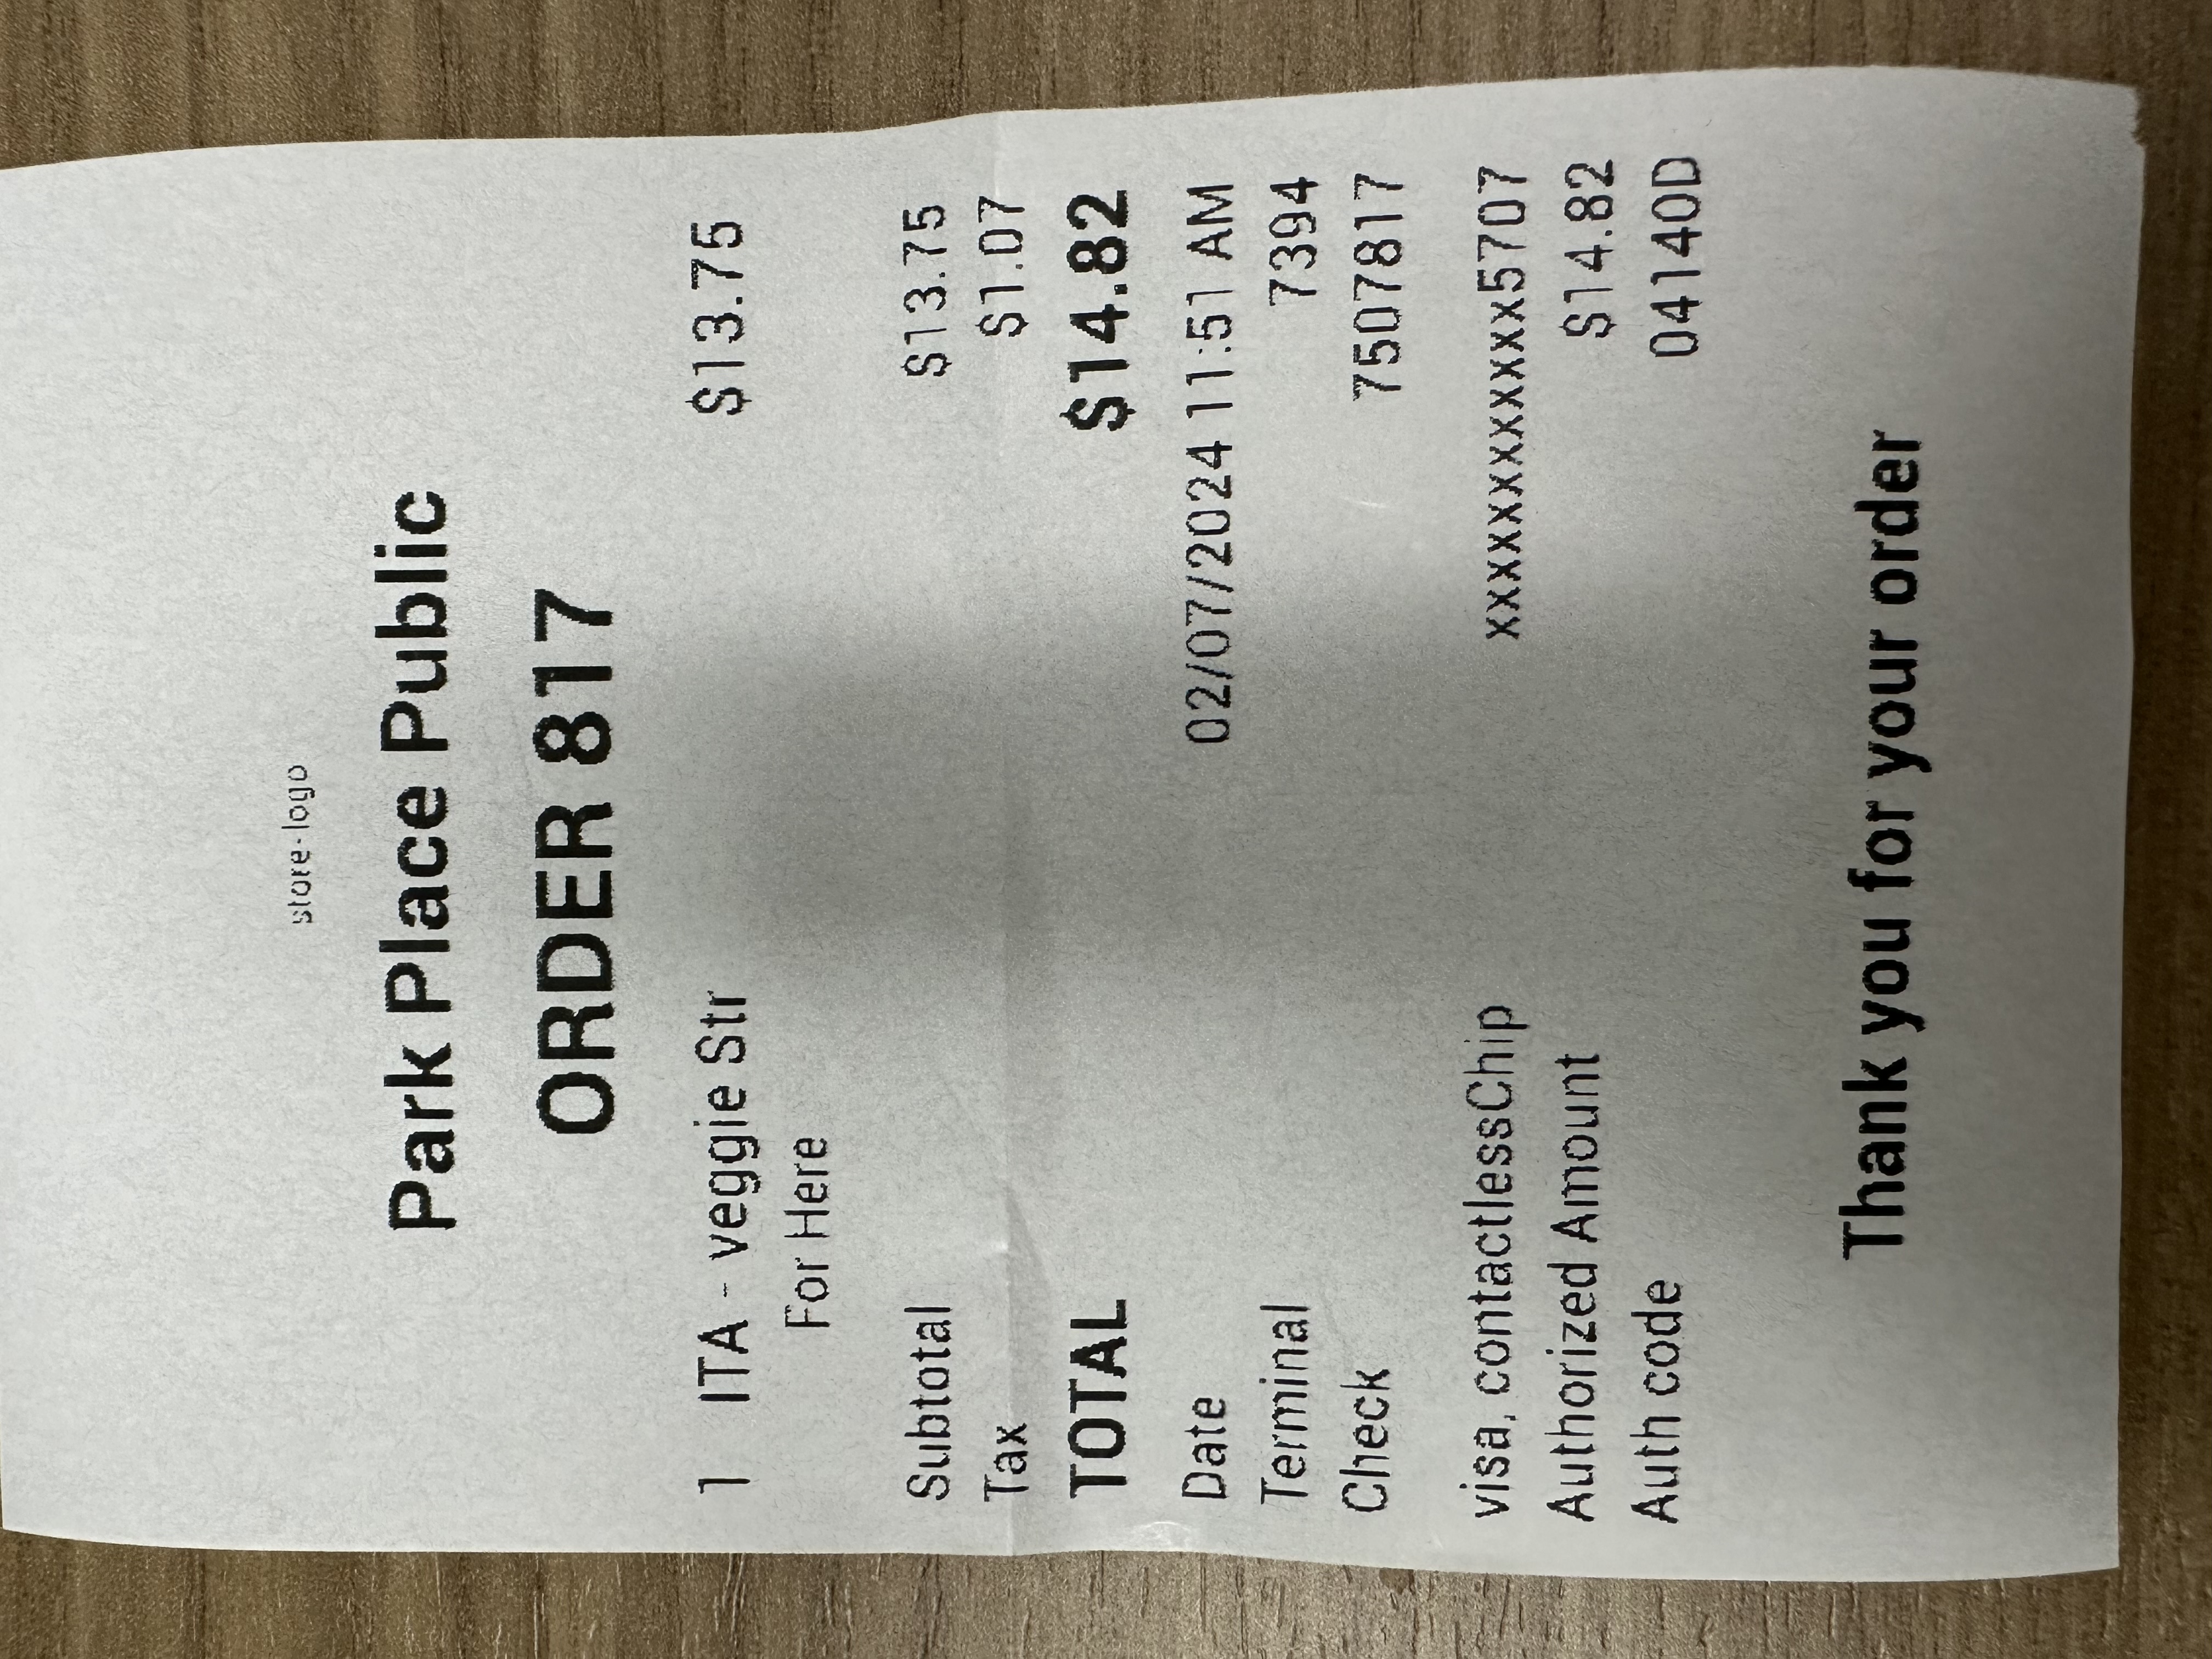 store-logo
Park Place Public
ORDER 817
1 ITA - veggie Str $13.75
For Here
Subtotal $13.75
Tax $1.07
TOTAL $14.82
Date 02/07/2024 11:51 AM
Terminal 7394
Check 7507817
visa, contactlessChip xxxxxxxxxxxx5707
Authorized Amount $14.82
Auth code 04140D
Thank you for your order